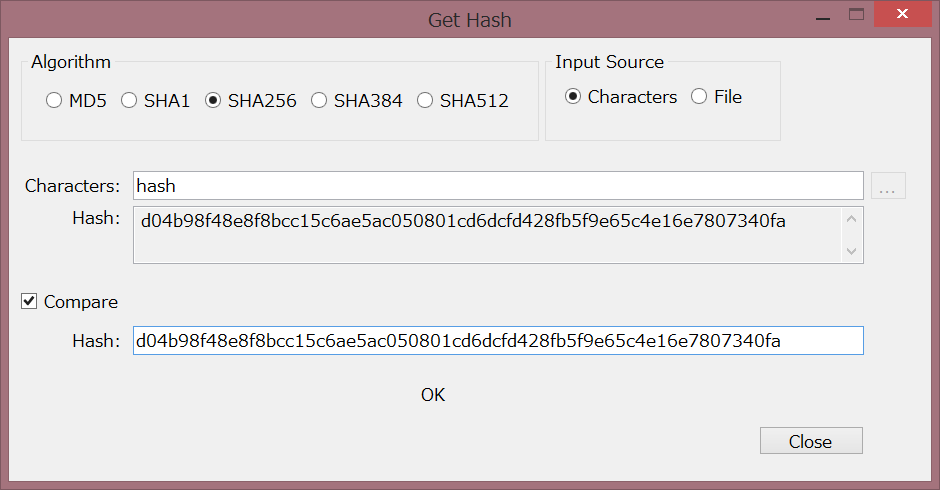 Get Hash
Algorithm
Input Source
MD5 SHA1 SHA256 SHA384 SHA512
Characters File
Characters: hash ...
Hash: d04b98f48e8f8bcc15c6ae5ac050801cd6dcfd428fb5f9e65c4e16e7807340fa
Compare
Hash: d04b98f48e8f8bcc15c6ae5ac050801cd6dcfd428fb5f9e65c4e16e7807340fa
OK
Close